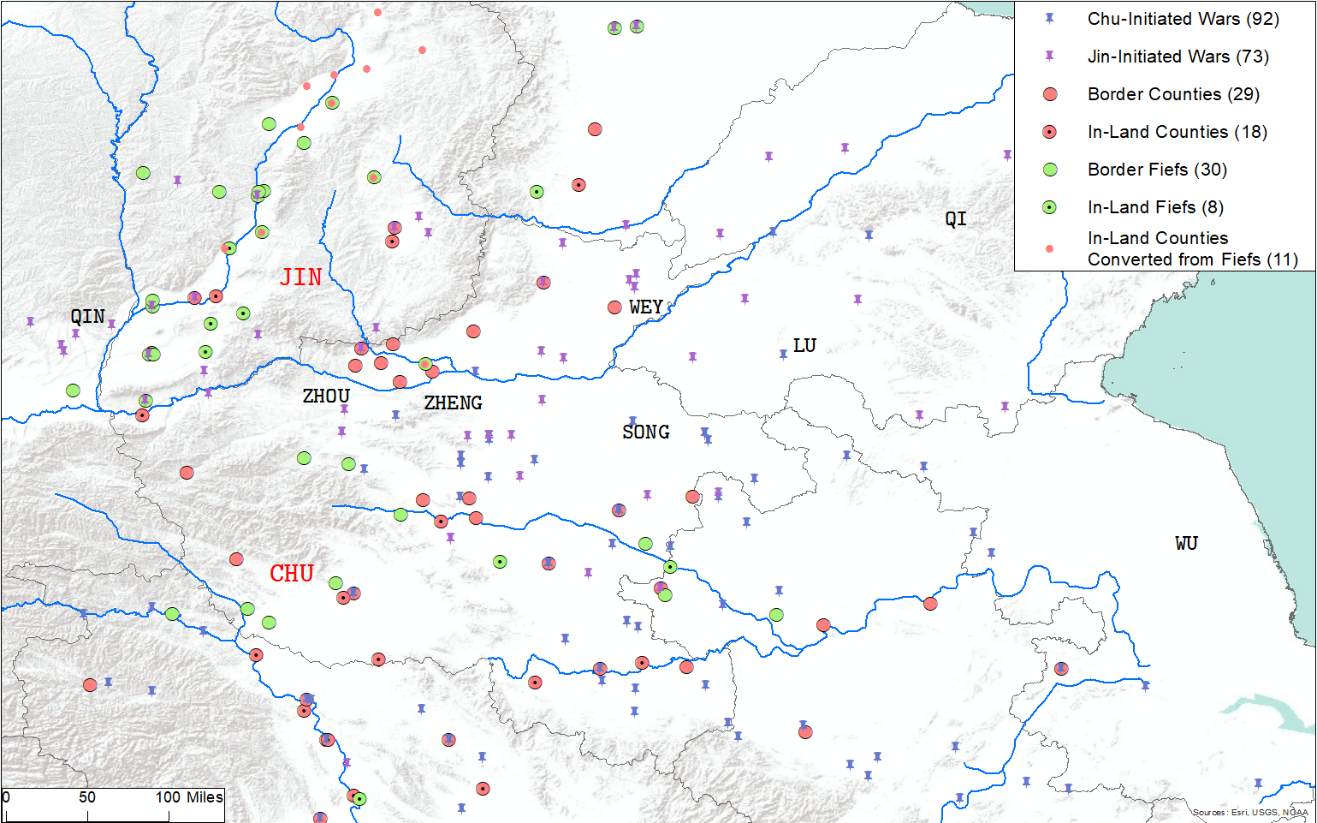 Chu-Initiated Wars (92)
Jin-Initiated Wars (73)
Border Counties (29)
In-Land Counties (18)
Border Fiefs (30)
In-Land Fiefs (8)
In-Land Counties
Converted from Fiefs (11)
QI
JIN
QIN
WEY
LU
ZHOU
ZHENG
SONG
WU
CHU
0 50 100 Miles
Sources: Esri, USGS, NOAA